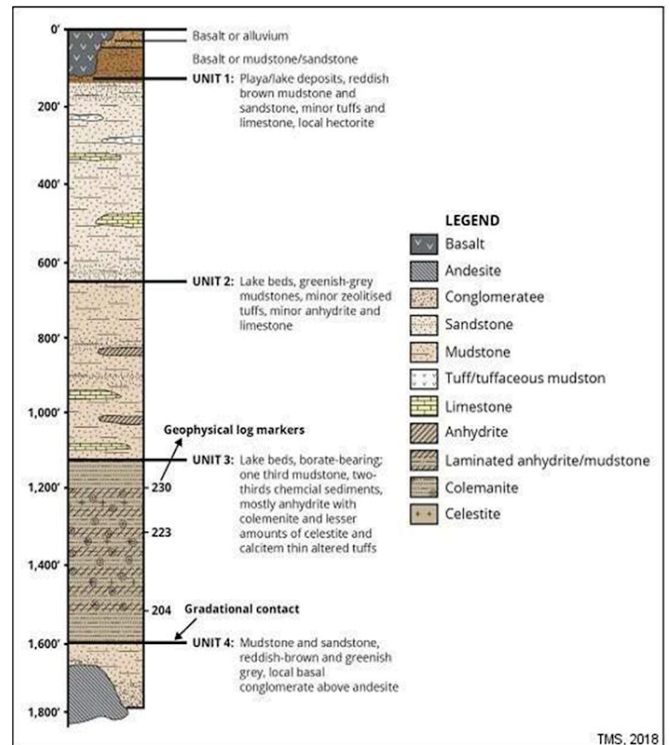 0'
Basalt or alluvium
Basalt or mudstone/sandstone
UNIT 1: Playa/lake deposits, reddish
brown mudstone and
sandstone, minor tuffs and
limestone, local hectorite
200'
400'
600'
UNIT 2: Lake beds, greenish-grey
mudstones, minor zeolitised
tuffs, minor anhydrite and
limestone
800'
1,000'
Geophysical log markers
UNIT 3: Lake beds, borate-bearing;
one third mudstone, two-
thirds chemcial sediments,
mostly anhydrite with
colemenite and lesser
amounts of celestite and
calcitem thin altered tuffs
1,200'
230
223
1,400'
204
Gradational contact
1,600'
UNIT 4: Mudstone and sandstone,
reddish-brown and greenish
grey, local basal
conglomerate above andesite
1,800'
LEGEND
Basalt
Andesite
Conglomeratee
Sandstone
Mudstone
Tuff/tuffaceous mudston
Limestone
Anhydrite
Laminated anhydrite/mudstone
Colemanite
Celestite
TMS, 2018